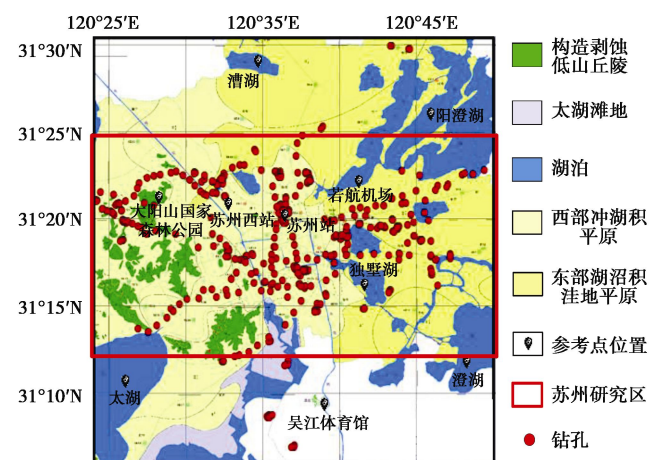 120°25′E 120°35′E 120°45′E
31°30′N
31°25′N
31°20′N
31°15′N
31°10′N
漕湖
阳澄湖
若航机场
大阳山国家
森林公园
苏州西站
苏州站
独墅湖
太湖
澄湖
吴江体育馆
构造剥蚀
低山丘陵
太湖滩地
湖泊
西部冲湖积
平原
东部湖沼积
洼地平原
参考点位置
苏州研究区
钻孔